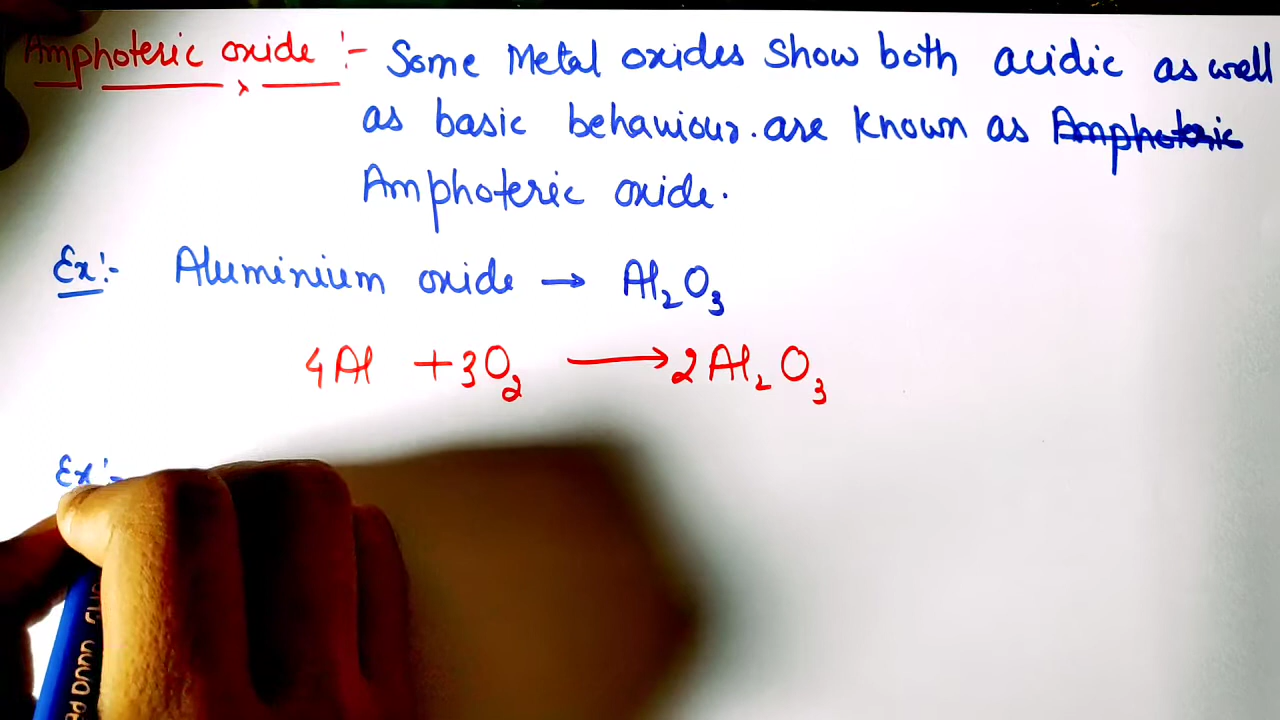 Amphoteric oxide :- Some Metal oxides show both acidic as well
as basic behaviour. are known as Amphoteric
Amphoteric oxide.
Ex:- Aluminium oxide → Al₂O₃
4Al + 3O₂ ⟶ 2Al₂O₃
Ex:-